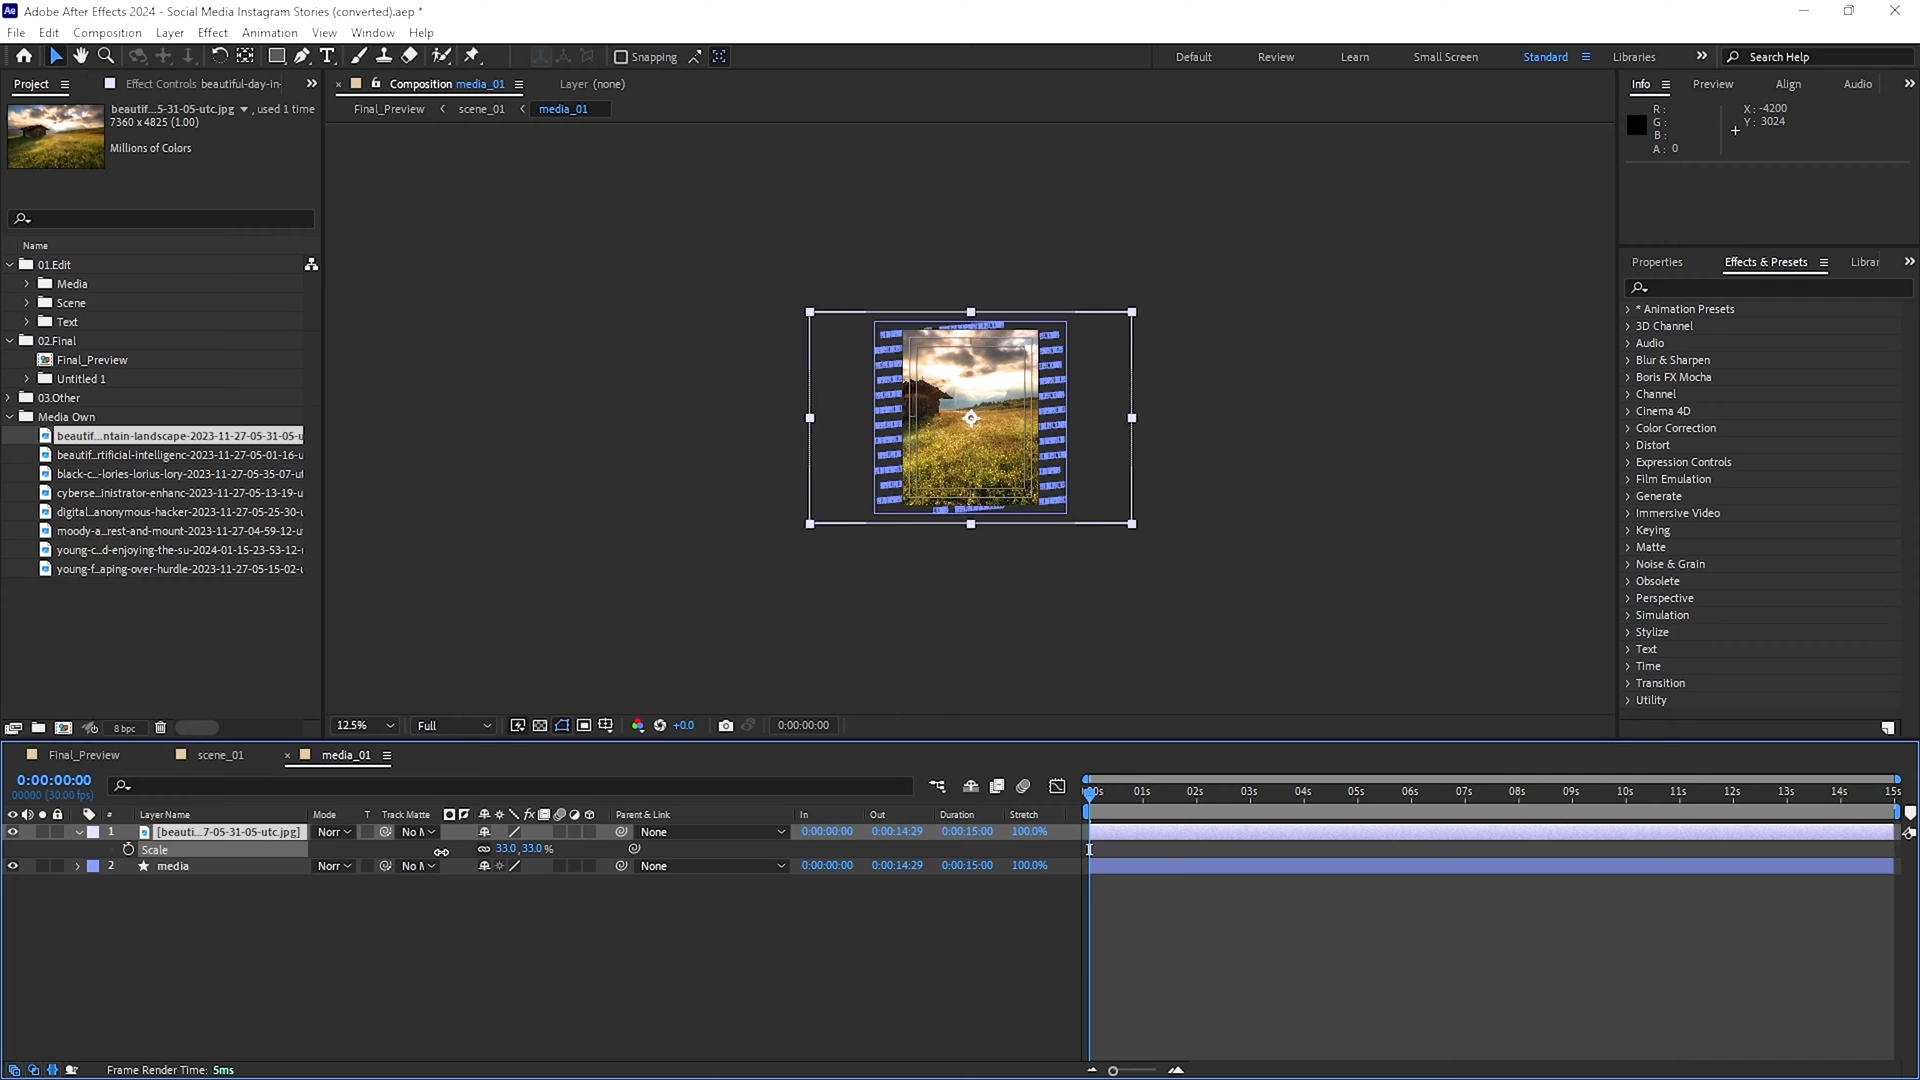 Adobe After Effects 2024 - Social Media Instagram Stories (converted).aep *
File Edit Composition Layer Effect Animation View Window Help
Snapping
Default Review Learn Small Screen Standard Libraries Search Help
Project Effect Controls beautiful-day-in-
beautif...5-31-05-utc.jpg , used 1 time
7360 x 4825 (1.00)
Millions of Colors
Composition media_01 Layer (none)
Final_Preview scene_01 media_01
Info Preview Align Audio
R:
G:
B:
A: 0
X: -4200
Y: 3024
Name
01.Edit
Media
Scene
Text
02.Final
Final_Preview
Untitled 1
03.Other
Media Own
beautif...ntain-landscape-2023-11-27-05-31-05-u
beautif...rtificial-intelligenc-2023-11-27-05-01-16-u
black-c...-lories-lorius-lory-2023-11-27-05-35-07-ut
cyberse...inistrator-enhanc-2023-11-27-05-13-19-u
digital...anonymous-hacker-2023-11-27-05-25-30-u
moody-a...rest-and-mount-2023-11-27-04-59-12-ut
young-c...d-enjoying-the-su-2024-01-15-23-53-12-
young-f...aping-over-hurdle-2023-11-27-05-15-02-u
8 bpc
12.5% Full +0.0 0:00:00:00
Properties Effects & Presets Librar
* Animation Presets
3D Channel
Audio
Blur & Sharpen
Boris FX Mocha
Channel
Cinema 4D
Color Correction
Distort
Expression Controls
Film Emulation
Generate
Immersive Video
Keying
Matte
Noise & Grain
Obsolete
Perspective
Simulation
Stylize
Text
Time
Transition
Utility
Final_Preview scene_01 media_01
0:00:00:00
00000 (30.00 fps)
# Layer Name Mode T Track Matte fx Parent & Link In Out Duration Stretch
1 [beauti...7-05-31-05-utc.jpg] Norr No M None 0:00:00:00 0:00:14:29 0:00:15:00 100.0%
Scale 33.0,33.0 %
2 media Norr No M None 0:00:00:00 0:00:14:29 0:00:15:00 100.0%
01s 02s 03s 04s 05s 06s 07s 08s 09s 10s 11s 12s 13s 14s 15s
Frame Render Time: 5ms